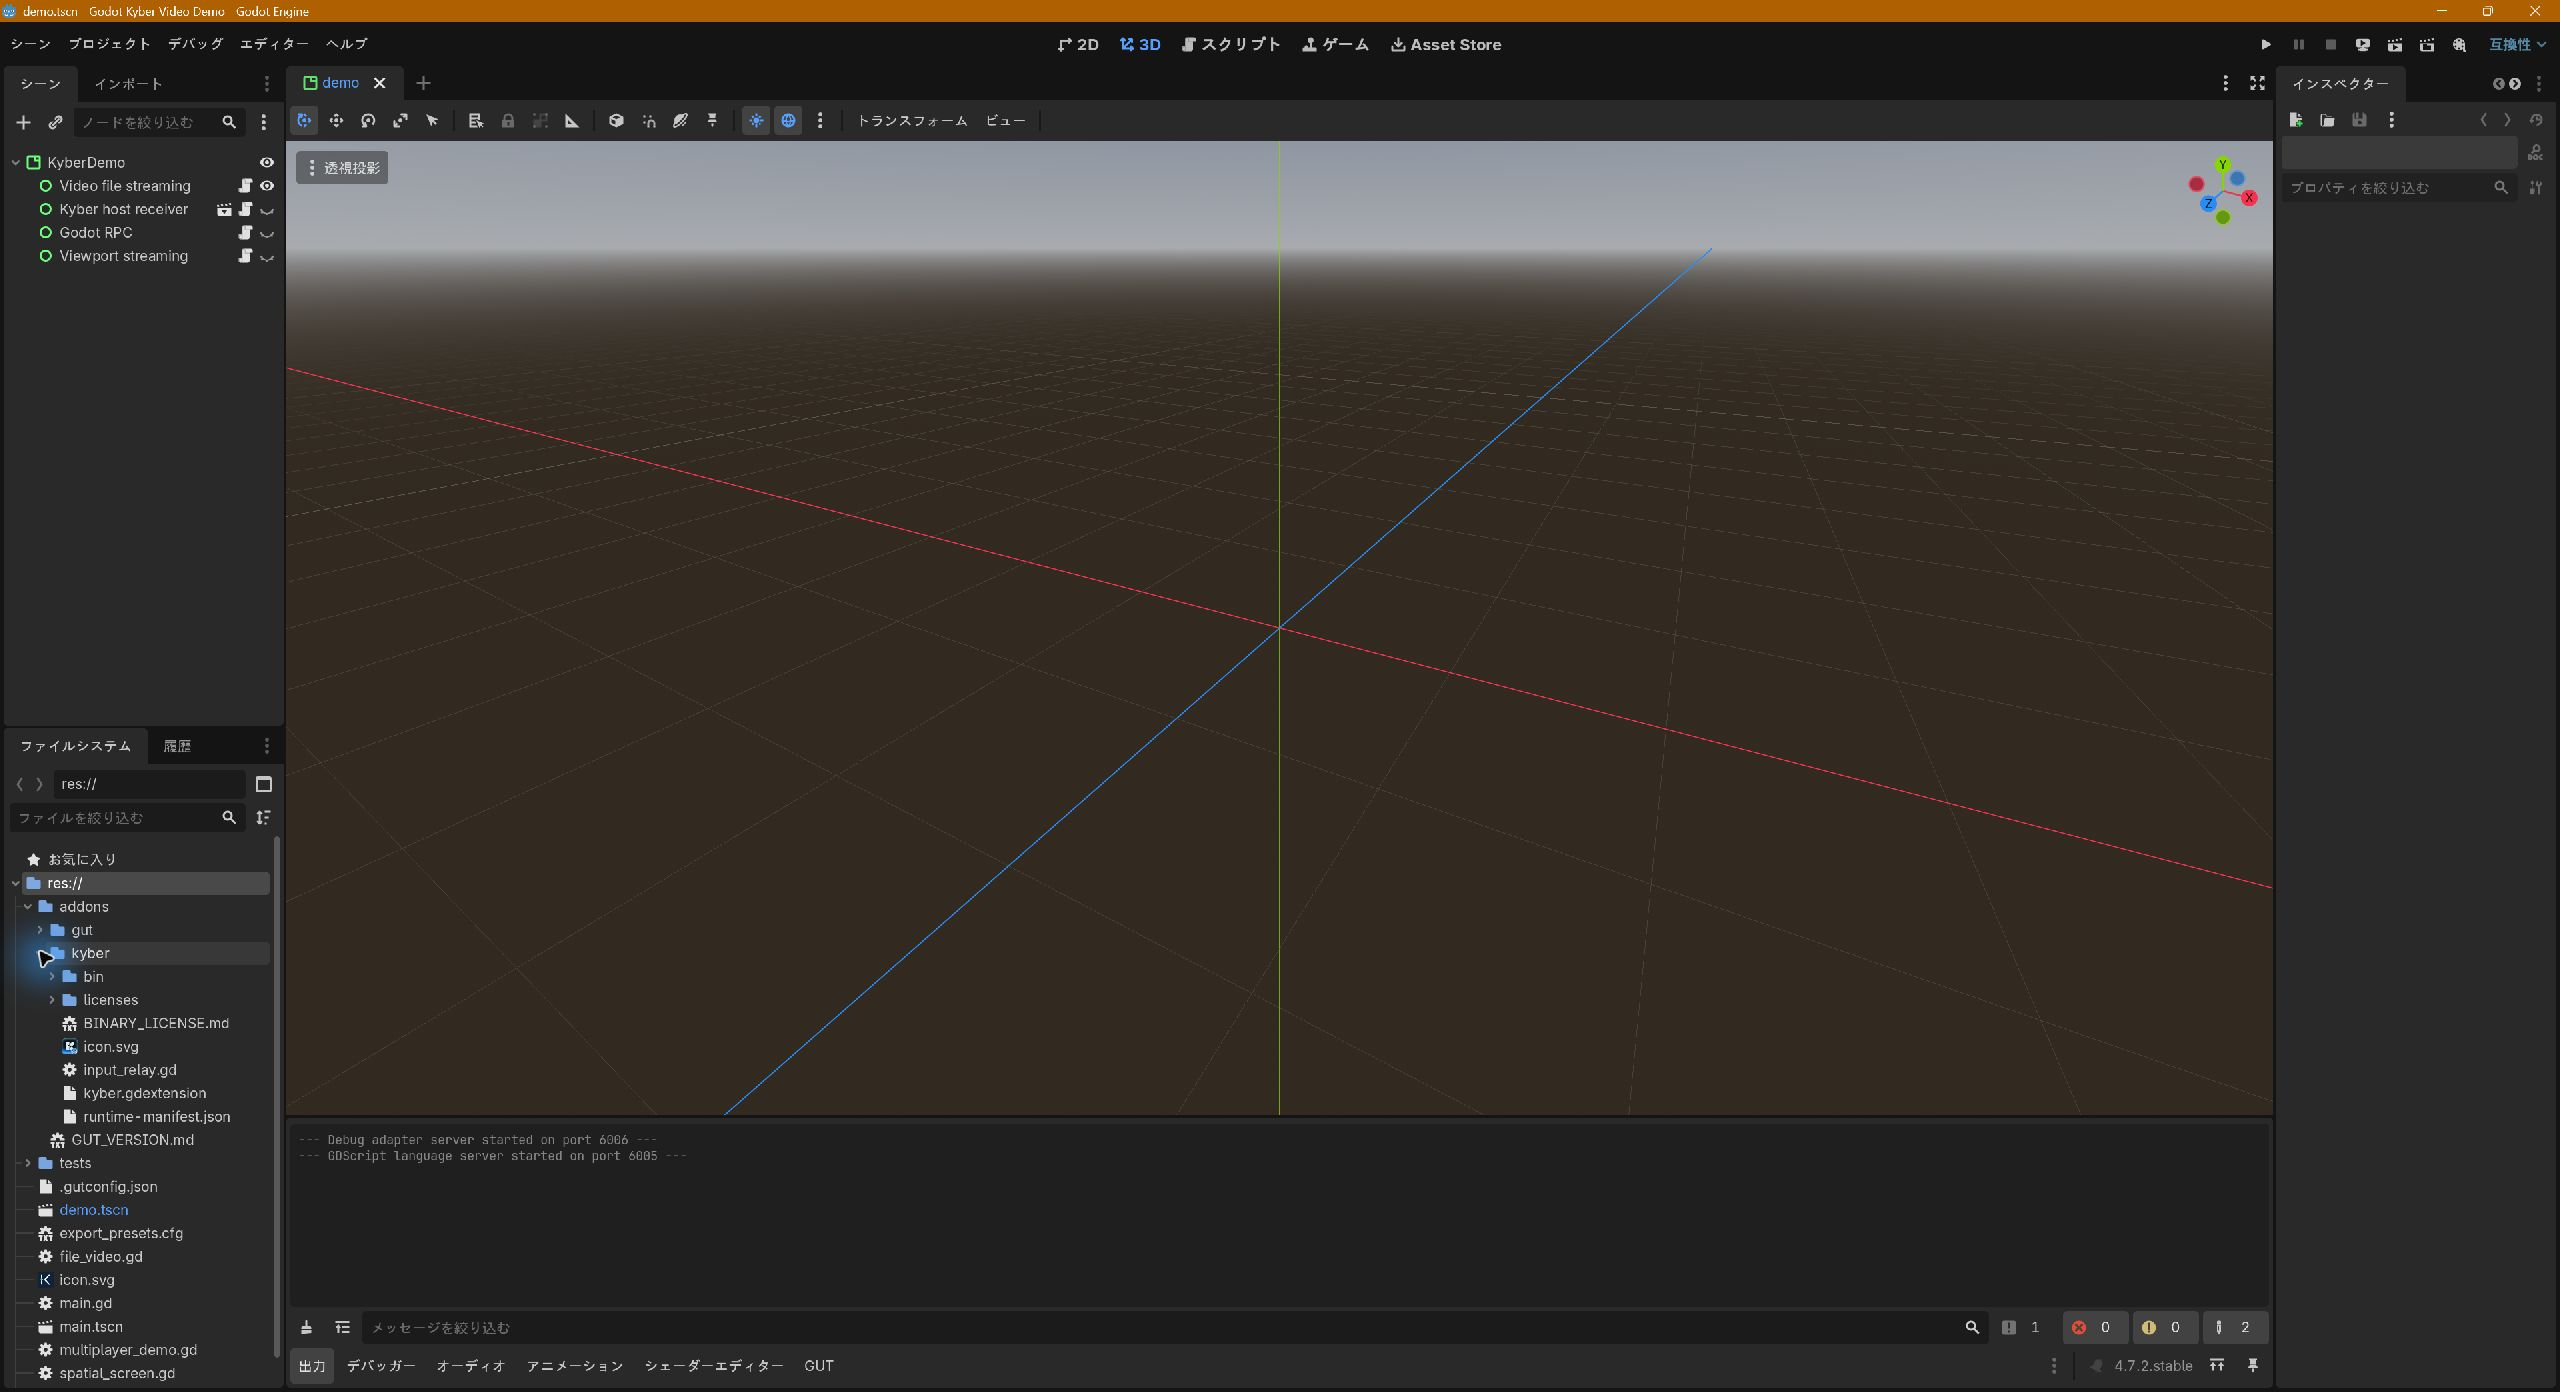 demo.tscn Godot Kyber Video Demo Godot Engine
シーン プロジェクト デバッグ エディター ヘルプ
2D 3D スクリプト ゲーム Asset Store
互換性
シーン インポート
ノードを絞り込む
KyberDemo
Video file streaming
Kyber host receiver
Godot RPC
Viewport streaming
demo
トランスフォーム ビュー
透視投影
Y
X
Z
インスペクター
プロパティを絞り込む
ファイルシステム 履歴
res://
ファイルを絞り込む
お気に入り
res://
addons
gut
kyber
bin
licenses
BINARY_LICENSE.md
icon.svg
input_relay.gd
kyber.gdextension
runtime-manifest.json
GUT_VERSION.md
tests
.gutconfig.json
demo.tscn
export_presets.cfg
file_video.gd
icon.svg
main.gd
main.tscn
multiplayer_demo.gd
spatial_screen.gd
--- Debug adapter server started on port 6006 ---
--- GDScript language server started on port 6005 ---
メッセージを絞り込む
1 0 0 2
出力 デバッガー オーディオ アニメーション シェーダーエディター GUT
4.7.2.stable